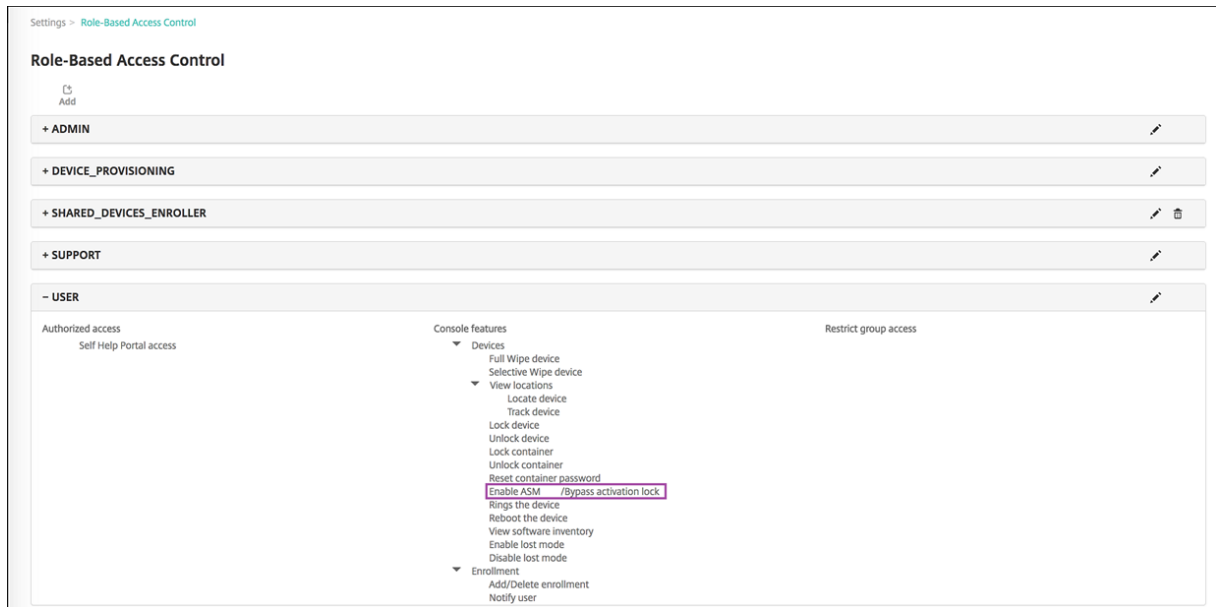 Settings > Role-Based Access Control
Role-Based Access Control
Add
+ ADMIN
+ DEVICE_PROVISIONING
+ SHARED_DEVICES_ENROLLER
+ SUPPORT
− USER
Authorized access
Self Help Portal access
Console features
Devices
Full Wipe device
Selective Wipe device
View locations
Locate device
Track device
Lock device
Unlock device
Lock container
Unlock container
Reset container password
Enable ASM /Bypass activation lock
Rings the device
Reboot the device
View software inventory
Enable lost mode
Disable lost mode
Enrollment
Add/Delete enrollment
Notify user
Restrict group access